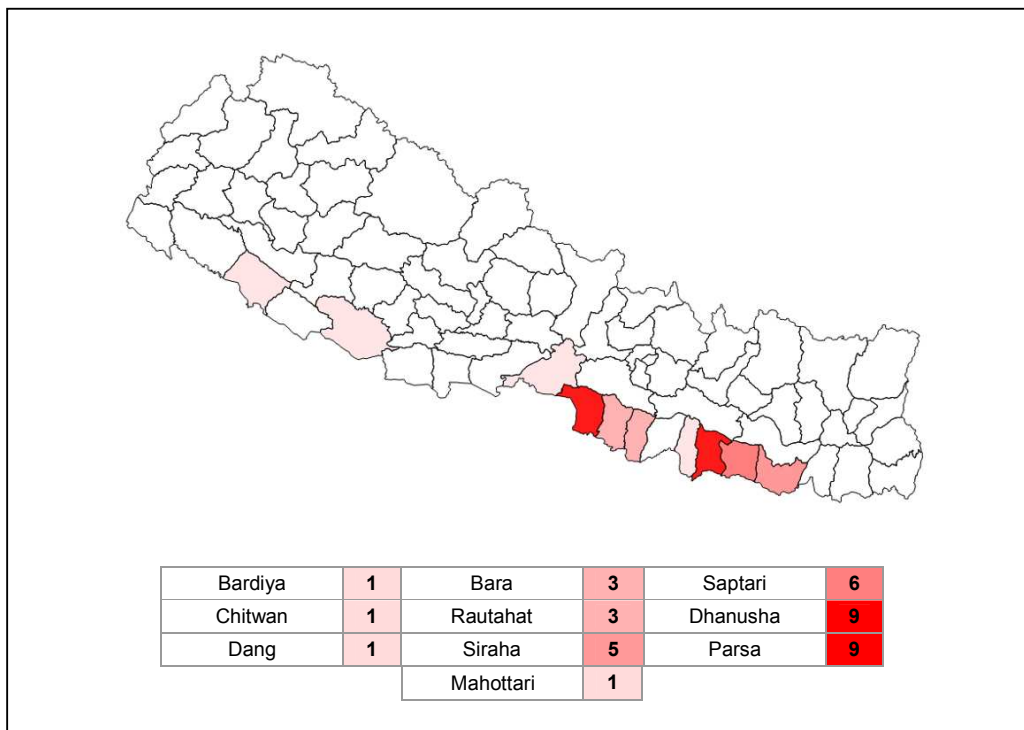 Bardiya 1 Bara 3 Saptari 6
Chitwan 1 Rautahat 3 Dhanusha 9
Dang 1 Siraha 5 Parsa 9
Mahottari 1